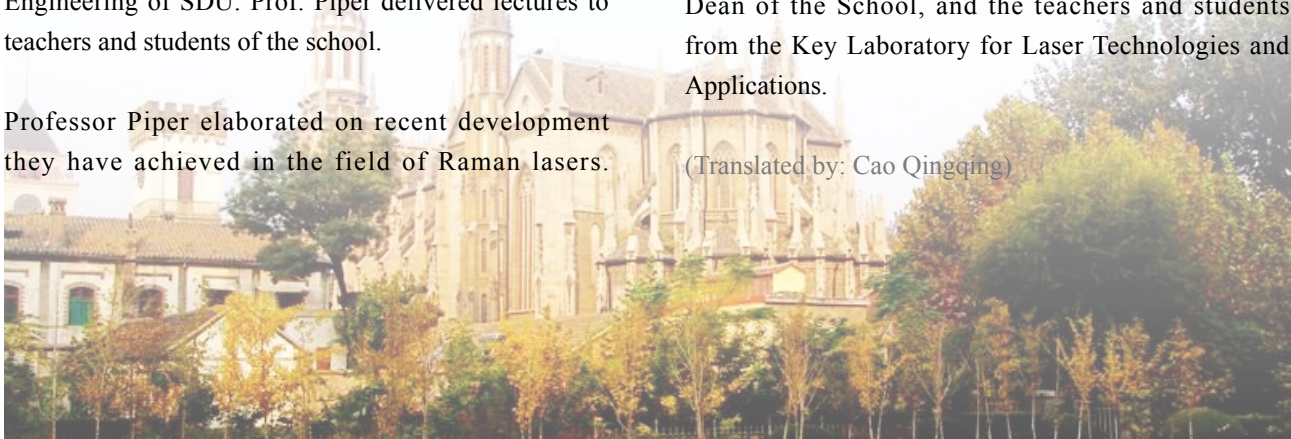 Engineering of SDU. Prof. Piper delivered lectures to
teachers and students of the school.
Professor Piper elaborated on recent development
they have achieved in the field of Raman lasers.
Dean of the School, and the teachers and students
from the Key Laboratory for Laser Technologies and
Applications.
(Translated by: Cao Qingqing)